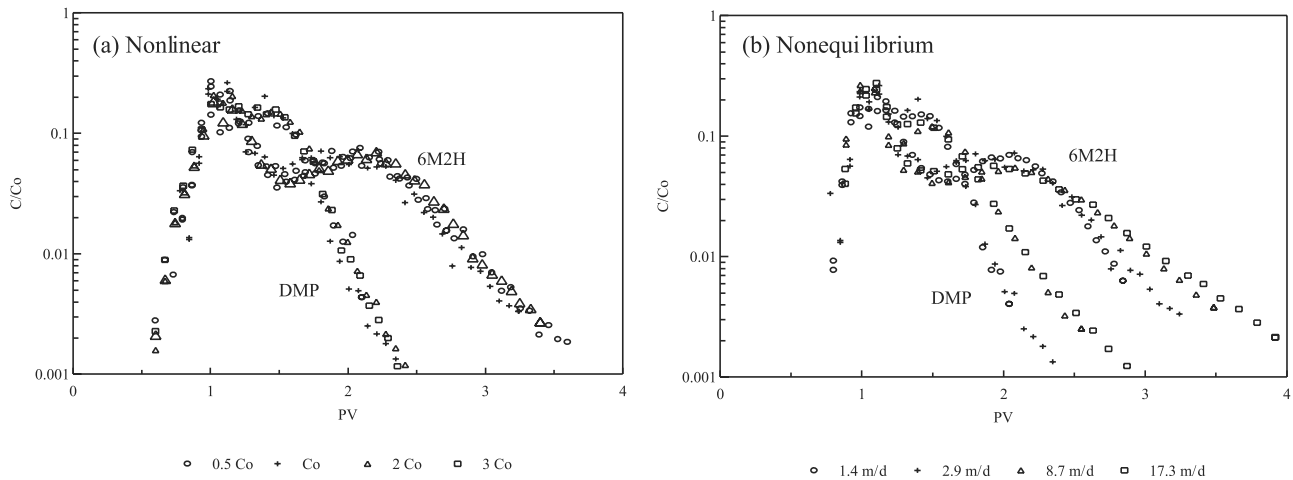 (a) Nonlinear
1
0.1
0.01
0.001
C/Co
6M2H
DMP
0 1 2 3 4
PV
0.5 Co Co 2 Co 3 Co
(b) Nonequi librium
1
0.1
0.01
0.001
C/Co
6M2H
DMP
0 1 2 3 4
PV
1.4 m/d 2.9 m/d 8.7 m/d 17.3 m/d